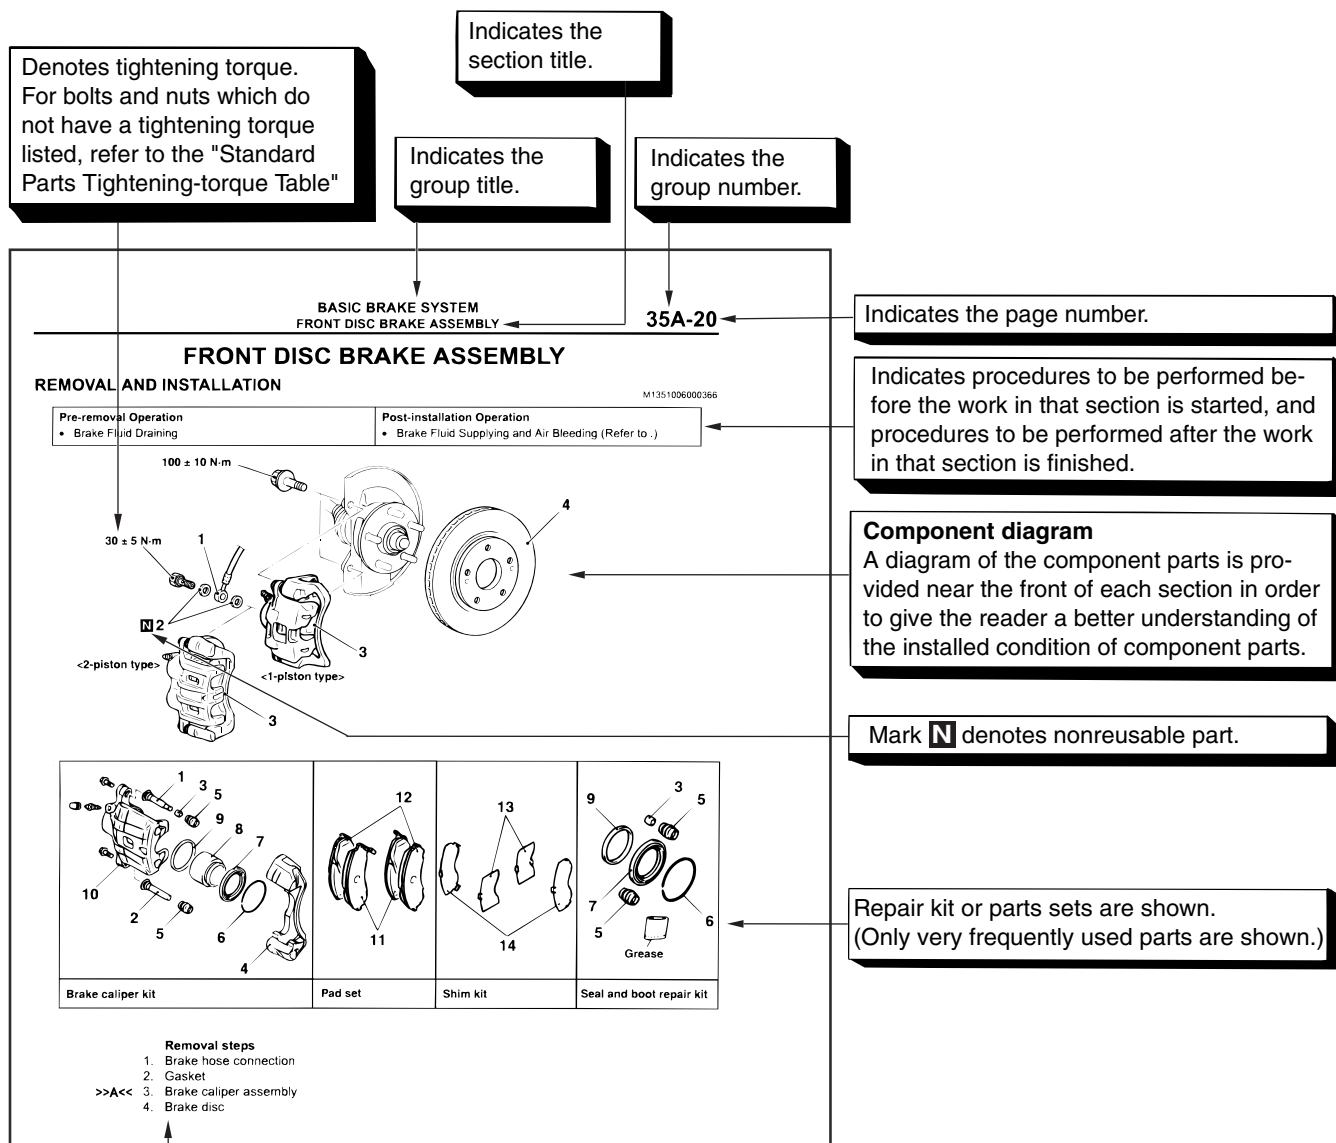 Indicates the
section title.
Denotes tightening torque.
For bolts and nuts which do
not have a tightening torque
listed, refer to the "Standard
Parts Tightening-torque Table"
Indicates the
group title.
Indicates the
group number.
BASIC BRAKE SYSTEM
FRONT DISC BRAKE ASSEMBLY
35A-20
Indicates the page number.
FRONT DISC BRAKE ASSEMBLY
REMOVAL AND INSTALLATION
M1351006000366
Pre-removal Operation
• Brake Fluid Draining
Post-installation Operation
• Brake Fluid Supplying and Air Bleeding (Refer to .)
Indicates procedures to be performed be-
fore the work in that section is started, and
procedures to be performed after the work
in that section is finished.
100 ± 10 N·m
4
30 ± 5 N·m
1
N 2
3
<2-piston type>
<1-piston type>
3
Component diagram
A diagram of the component parts is pro-
vided near the front of each section in order
to give the reader a better understanding of
the installed condition of component parts.
Mark N denotes nonreusable part.
1
3
5
9
8
7
10
2
5
6
4
12
11
13
14
3
5
9
7
5
6
Grease
Brake caliper kit
Pad set
Shim kit
Seal and boot repair kit
Repair kit or parts sets are shown.
(Only very frequently used parts are shown.)
Removal steps
1. Brake hose connection
2. Gasket
>>A<< 3. Brake caliper assembly
4. Brake disc